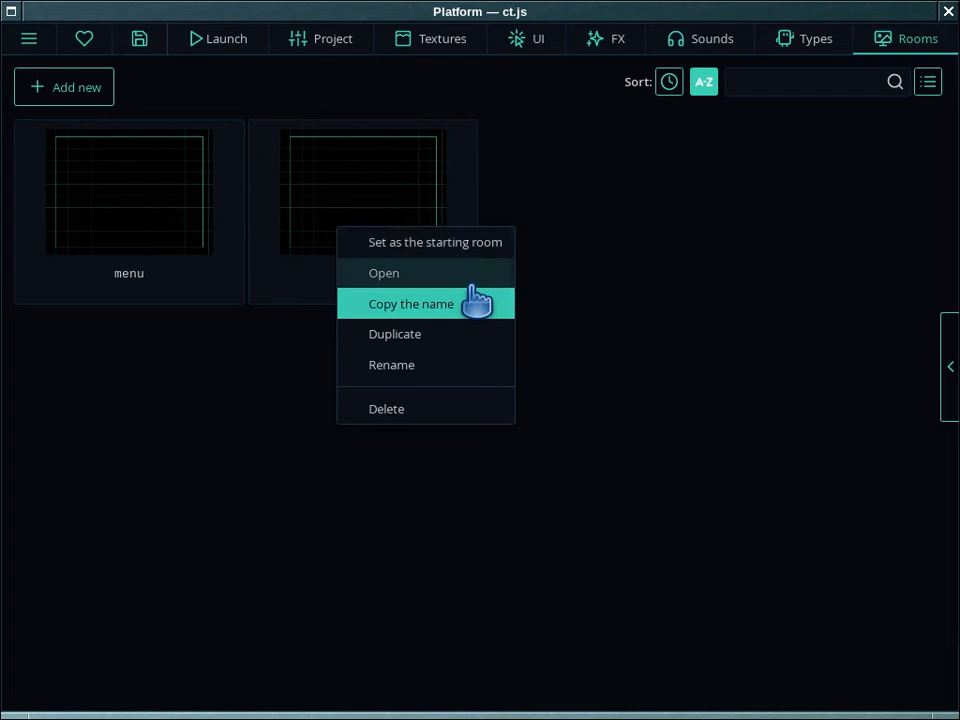 Platform — ct.js
Launch
Project
Textures
UI
FX
Sounds
Types
Rooms
Add new
Sort:
A-Z
menu
Set as the starting room
Open
Copy the name
Duplicate
Rename
Delete